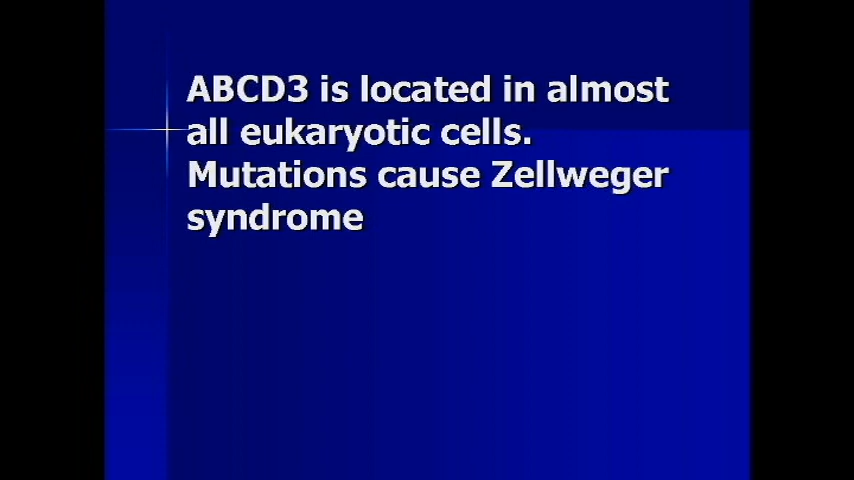 ABCD3 is located in almost
all eukaryotic cells.
Mutations cause Zellweger
syndrome